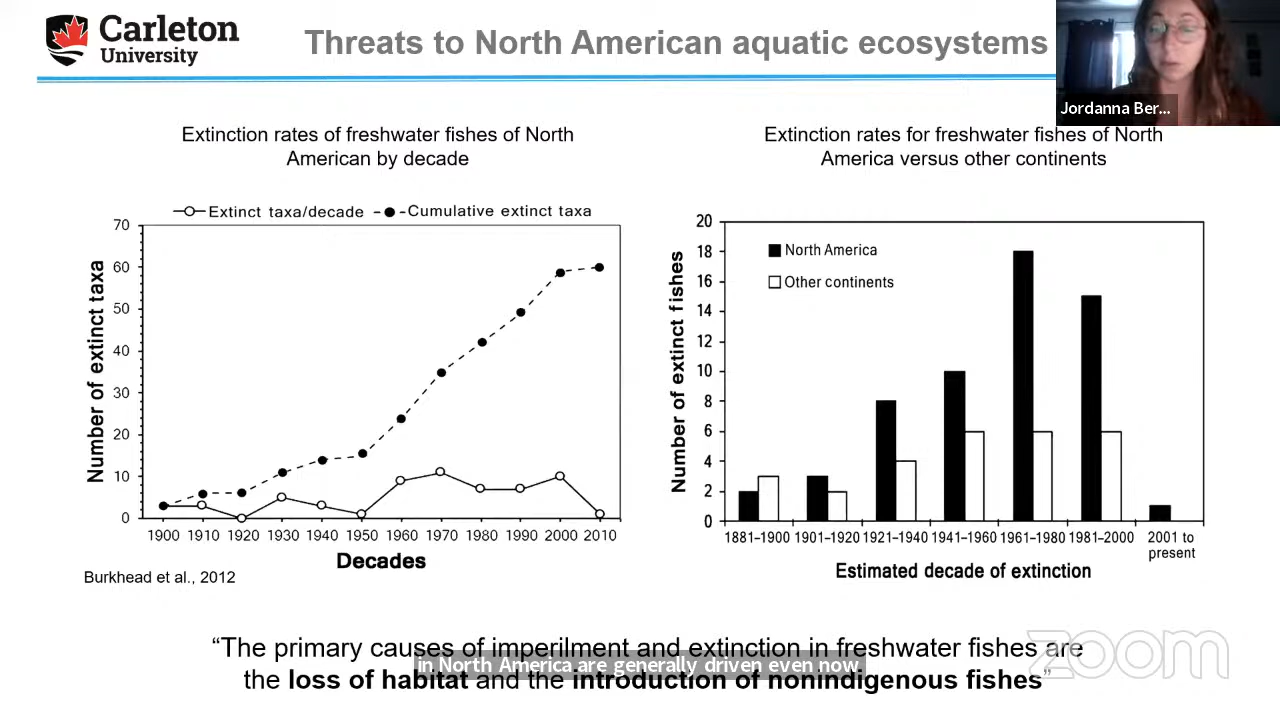 Carleton
University
Threats to North American aquatic ecosystems
Jordanna Ber...
Extinction rates of freshwater fishes of North
American by decade
Extinct taxa/decade
Cumulative extinct taxa
Number of extinct taxa
70
60
50
40
30
20
10
0
1900 1910 1920 1930 1940 1950 1960 1970 1980 1990 2000 2010
Decades
Burkhead et al., 2012
Extinction rates for freshwater fishes of North
America versus other continents
North America
Other continents
Number of extinct fishes
20
18
16
14
12
10
8
6
4
2
0
1881–1900 1901–1920 1921–1940 1941–1960 1961–1980 1981–2000 2001 to
present
Estimated decade of extinction
“The primary causes of imperilment and extinction in freshwater fishes are
in North America are generally driven even now
the loss of habitat and the introduction of nonindigenous fishes”
zoom